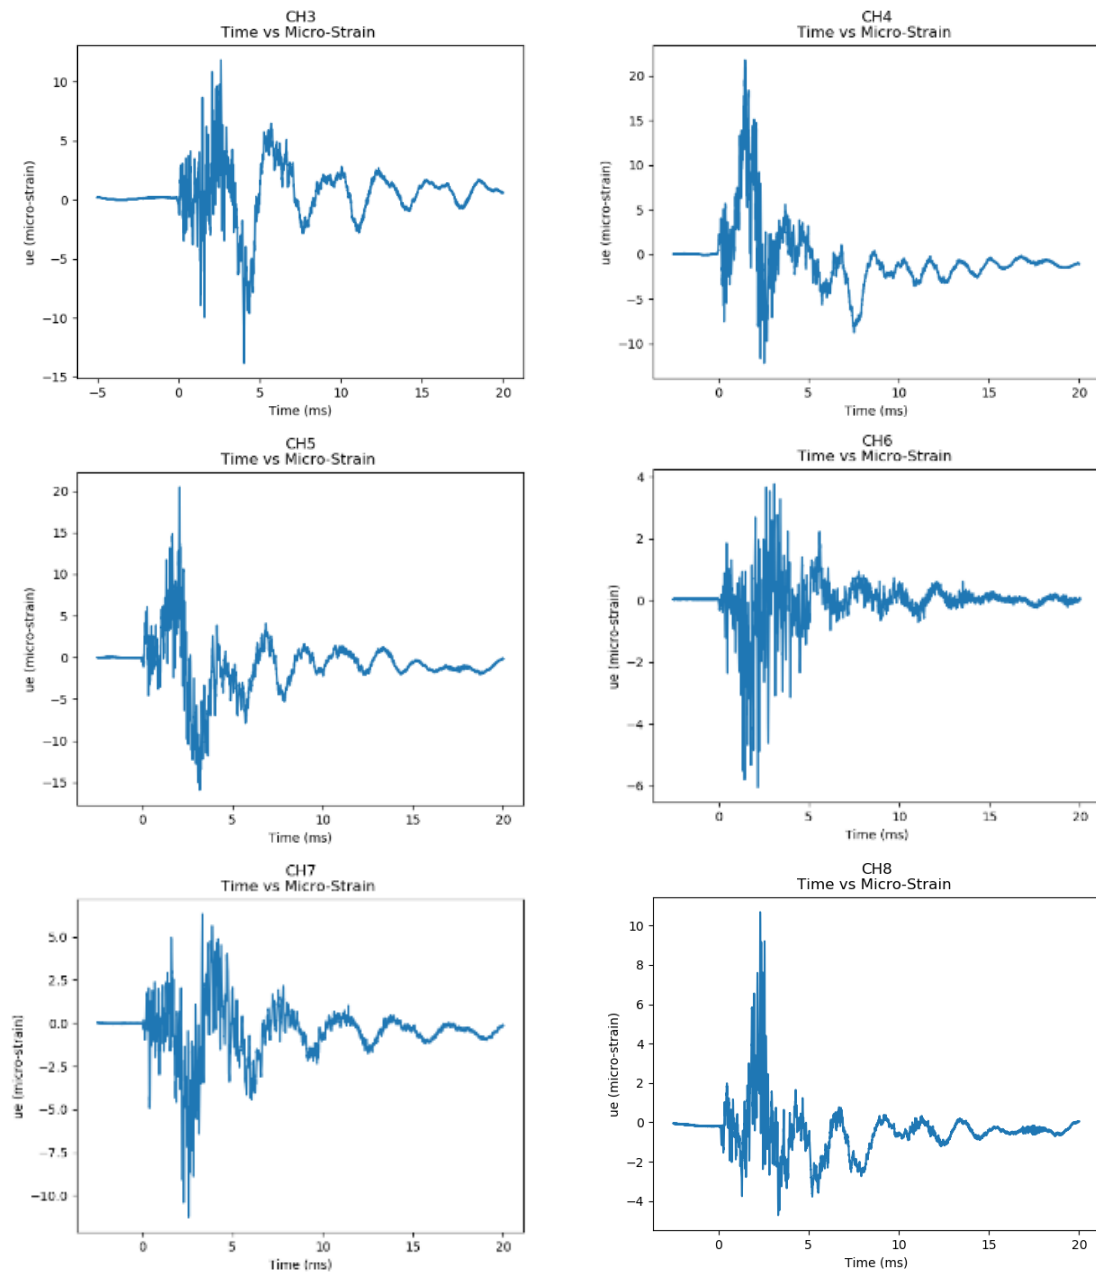 CH3
Time vs Micro-Strain
10
5
0
−5
−10
−15
ue (micro-strain)
−5 0 5 10 15 20
Time (ms)
CH4
Time vs Micro-Strain
20
15
10
5
0
−5
−10
ue (micro-strain)
0 5 10 15 20
Time (ms)
CH5
Time vs Micro-Strain
20
15
10
5
0
−5
−10
−15
ue (micro-strain)
0 5 10 15 20
Time (ms)
CH6
Time vs Micro-Strain
4
2
0
−2
−4
−6
ue (micro-strain)
0 5 10 15 20
Time (ms)
CH7
Time vs Micro-Strain
5.0
2.5
0.0
−2.5
−5.0
−7.5
−10.0
ue (micro-strain)
0 5 10 15 20
Time (ms)
CH8
Time vs Micro-Strain
10
8
6
4
2
0
−2
−4
ue (micro-strain)
0 5 10 15 20
Time (ms)